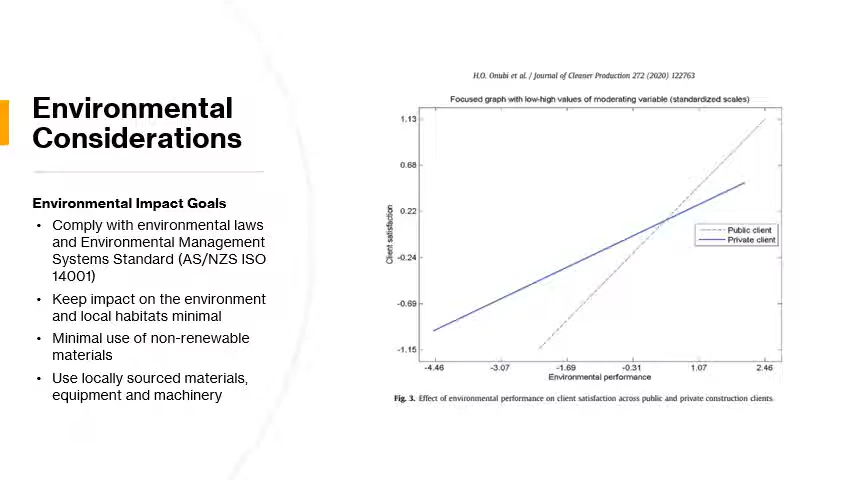 Environmental
Considerations
Environmental Impact Goals
• Comply with environmental laws
and Environmental Management
Systems Standard (AS/NZS ISO
14001)
• Keep impact on the environment
and local habitats minimal
• Minimal use of non-renewable
materials
• Use locally sourced materials,
equipment and machinery
H.O. Onubi et al. / Journal of Cleaner Production 272 (2020) 122763
Focused graph with low-high values of moderating variable (standardized scales)
1.13
0.68
0.22
-0.24
-0.69
-1.15
Client satisfaction
Public client
Private client
-4.46 -3.07 -1.69 -0.31 1.07 2.46
Environmental performance
Fig. 3. Effect of environmental performance on client satisfaction across public and private construction clients.